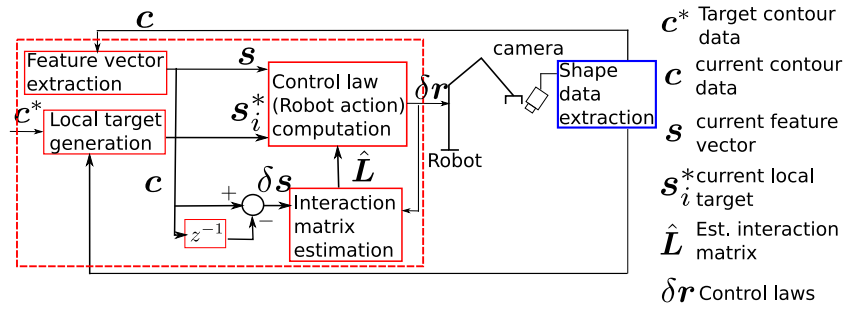 c
Feature vector
extraction
s
c*
Local target
generation
s_i^*
Control law
(Robot action)
computation
δr
camera
Robot
Shape
data
extraction
c
+
−
δs
z^{-1}
L̂
Interaction
matrix
estimation
c* Target contour
data
c current contour
data
s current feature
vector
s_i^* current local
target
L̂ Est. interaction
matrix
δr Control laws